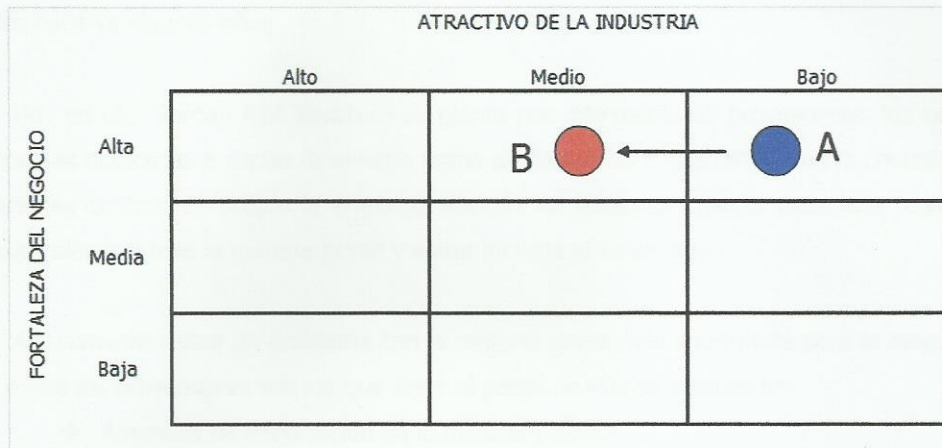 ATRACTIVO DE LA INDUSTRIA
Alto Medio Bajo
FORTALEZA DEL NEGOCIO
Alta
B A
Media
Baja